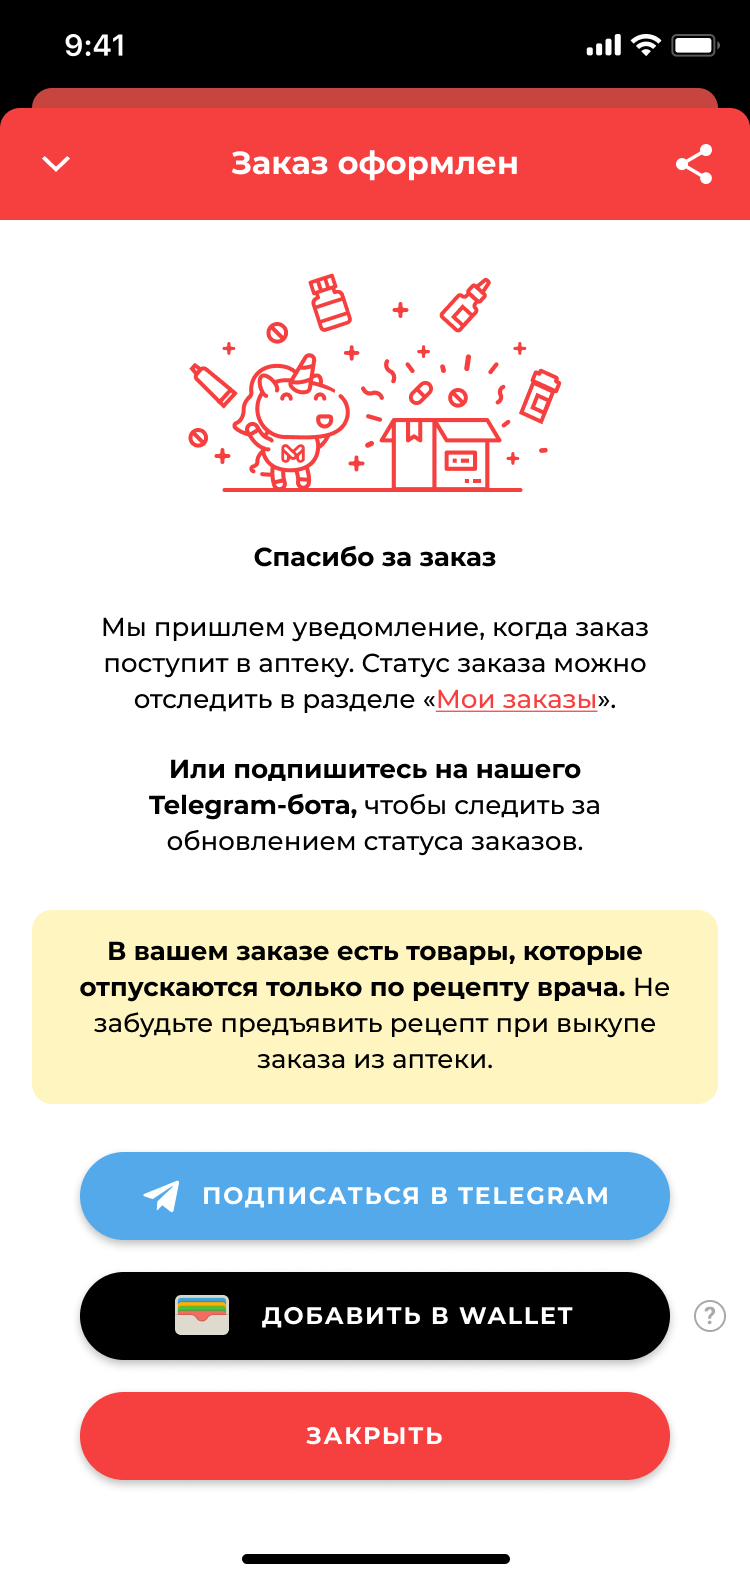 9:41
Заказ оформлен
Спасибо за заказ
Мы пришлем уведомление, когда заказ
поступит в аптеку. Статус заказа можно
отследить в разделе «Мои заказы».
Или подпишитесь на нашего
Telegram-бота, чтобы следить за
обновлением статуса заказов.
В вашем заказе есть товары, которые
отпускаются только по рецепту врача. Не
забудьте предъявить рецепт при выкупе
заказа из аптеки.
ПОДПИСАТЬСЯ В TELEGRAM
ДОБАВИТЬ В WALLET
?
ЗАКРЫТЬ